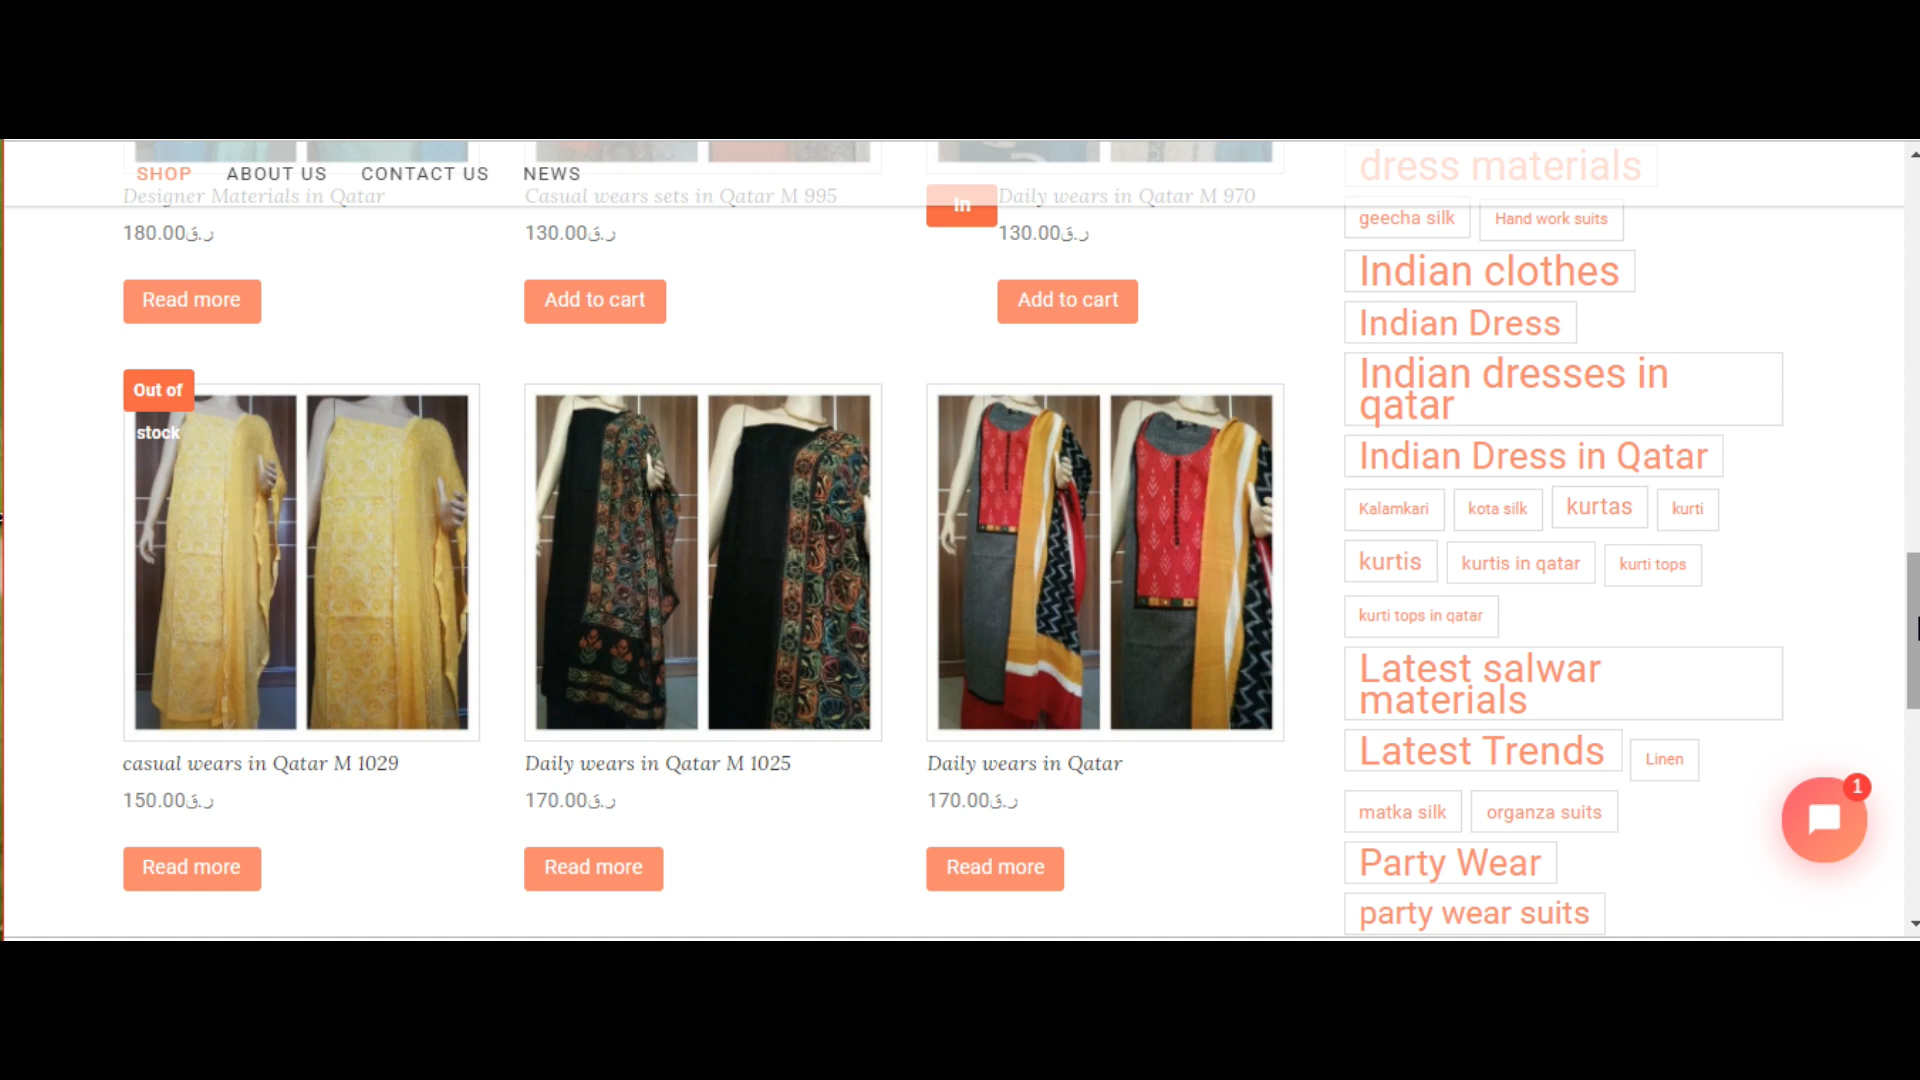 SHOP ABOUT US CONTACT US NEWS
dress materials
Designer Materials in Qatar
180.00ر.ق
Read more
Casual wears sets in Qatar M 995
130.00ر.ق
Add to cart
In
Daily wears in Qatar M 970
130.00ر.ق
Add to cart
Out of
stock
casual wears in Qatar M 1029
150.00ر.ق
Read more
Daily wears in Qatar M 1025
170.00ر.ق
Read more
Daily wears in Qatar
170.00ر.ق
Read more
geecha silk Hand work suits
Indian clothes
Indian Dress
Indian dresses in
qatar
Indian Dress in Qatar
Kalamkari kota silk kurtas kurti
kurtis kurtis in qatar kurti tops
kurti tops in qatar
Latest salwar
materials
Latest Trends Linen
matka silk organza suits
Party Wear
party wear suits
1